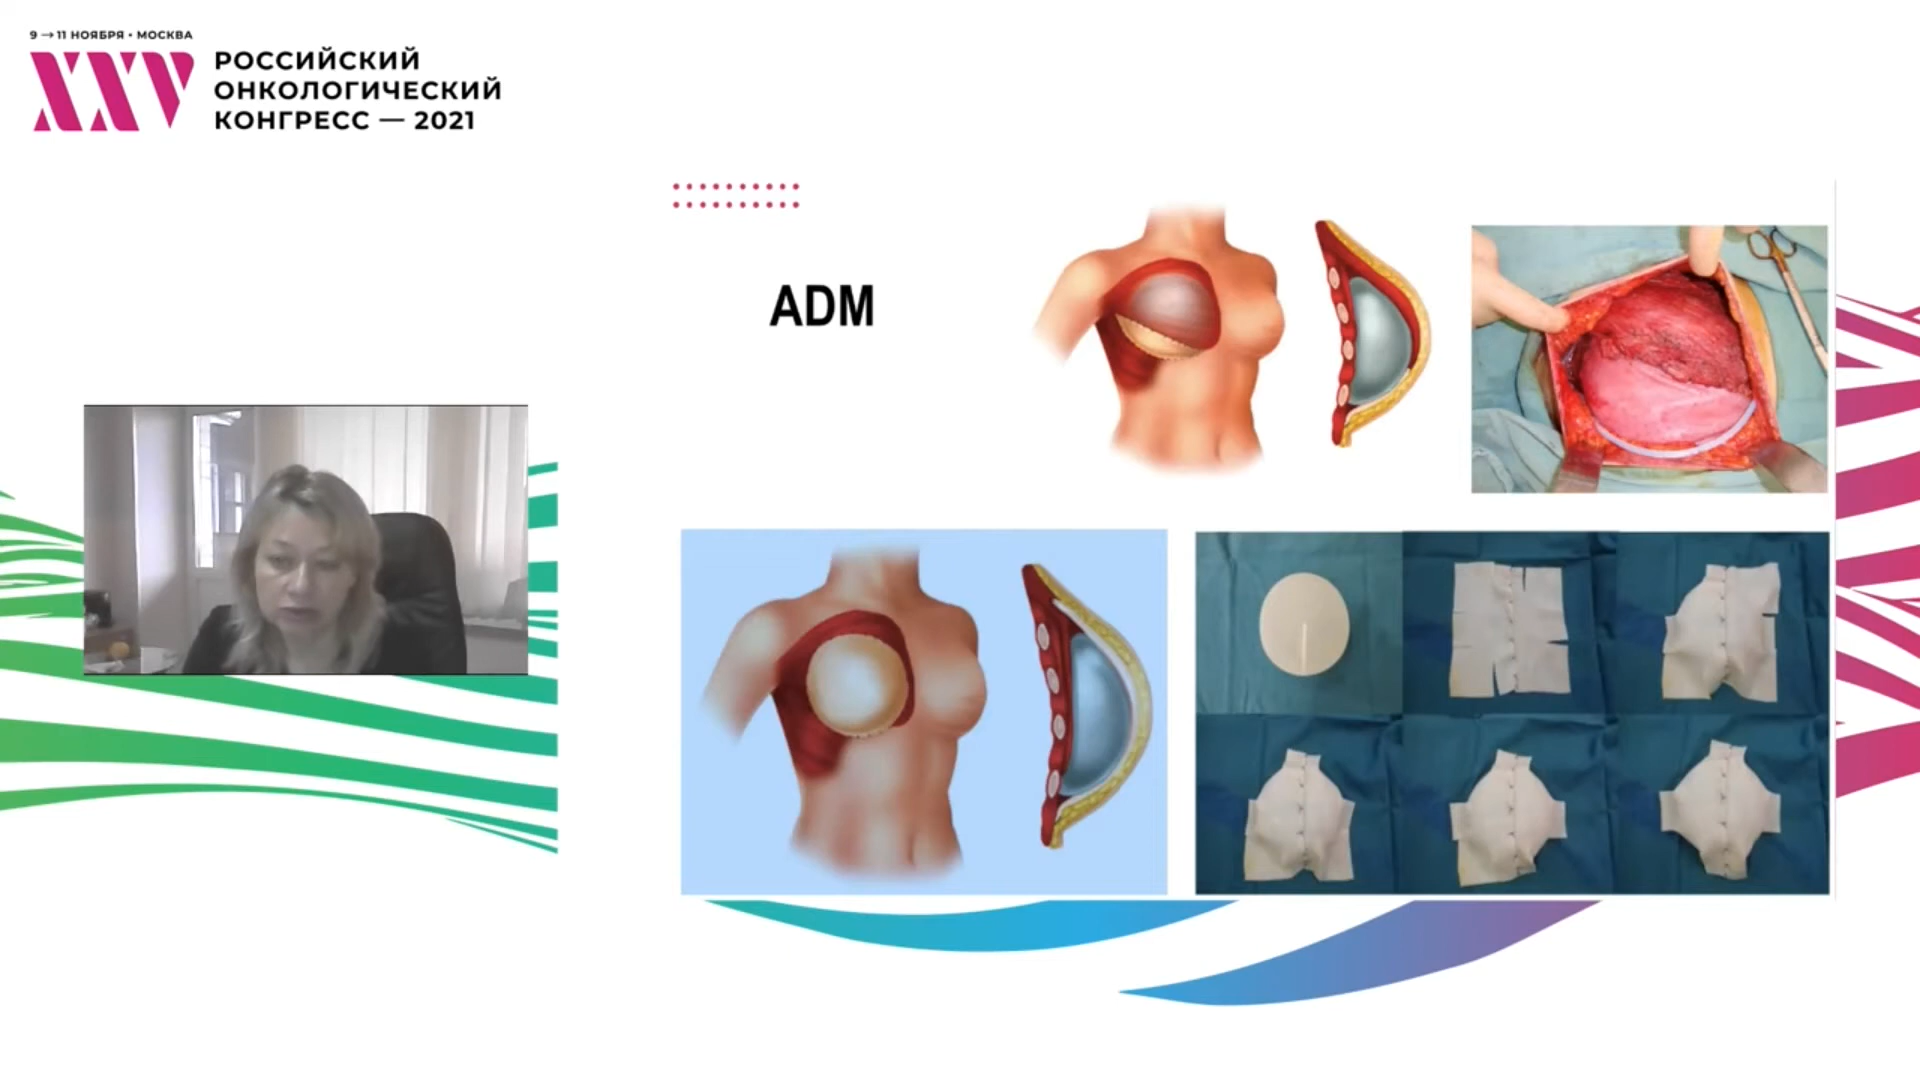 9 → 11 НОЯБРЯ • МОСКВА
XXV
РОССИЙСКИЙ
ОНКОЛОГИЧЕСКИЙ
КОНГРЕСС — 2021
ADM